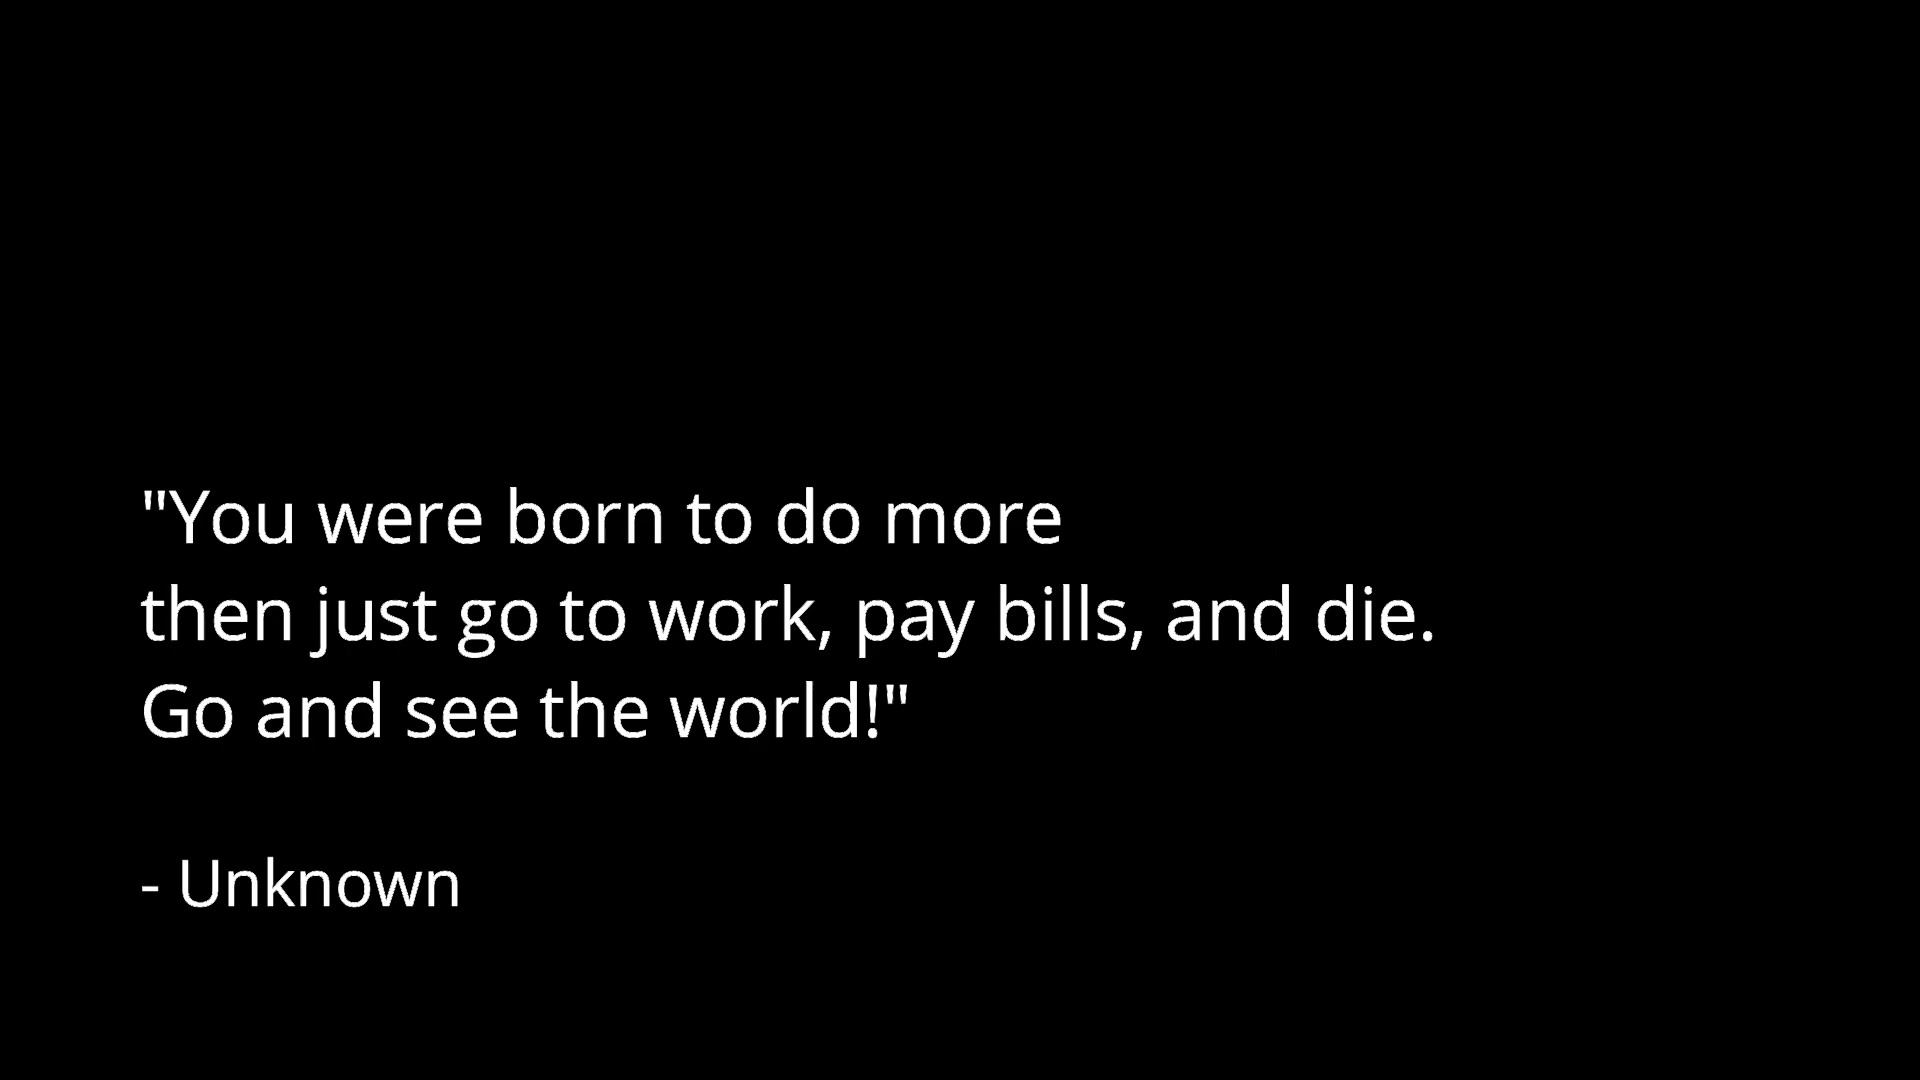 "You were born to do more
then just go to work, pay bills, and die.
Go and see the world!"
- Unknown